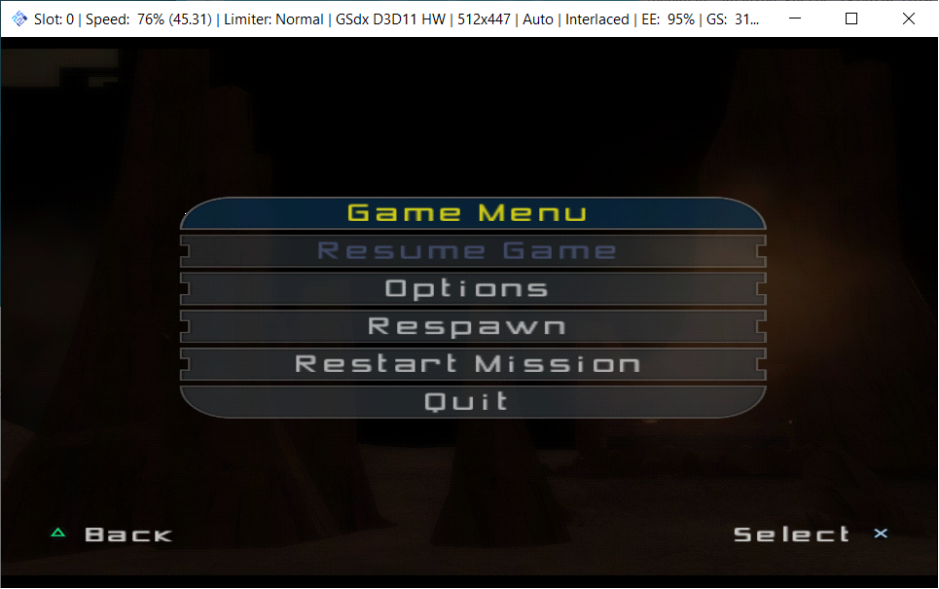 Slot: 0 | Speed:  76% (45.31) | Limiter: Normal | GSdx D3D11 HW | 512x447 | Auto | Interlaced | EE:  95% | GS:  31...
Game Menu
Resume Game
Options
Respawn
Restart Mission
Quit
Back
Select